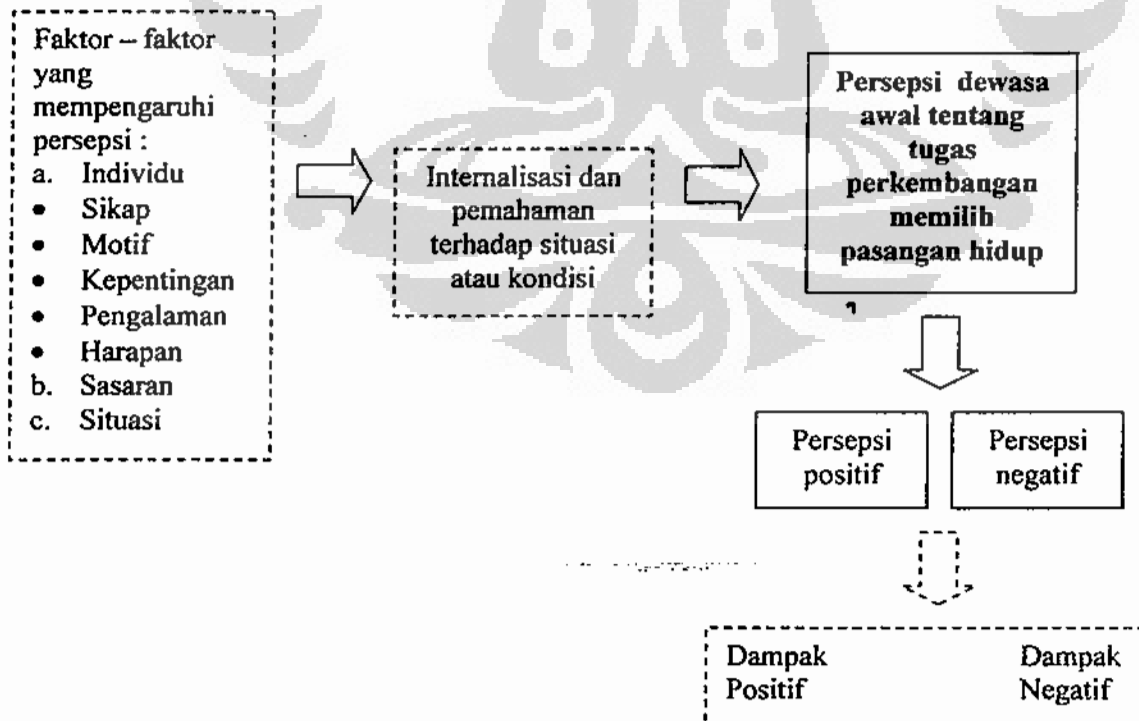 Faktor – faktor
yang
mempengaruhi
persepsi :
a. Individu
• Sikap
• Motif
• Kepentingan
• Pengalaman
• Harapan
b. Sasaran
c. Situasi
Internalisasi dan
pemahaman
terhadap situasi
atau kondisi
Persepsi dewasa
awal tentang
tugas
perkembangan
memilih
pasangan hidup
Persepsi
positif
Persepsi
negatif
Dampak
Positif
Dampak
Negatif